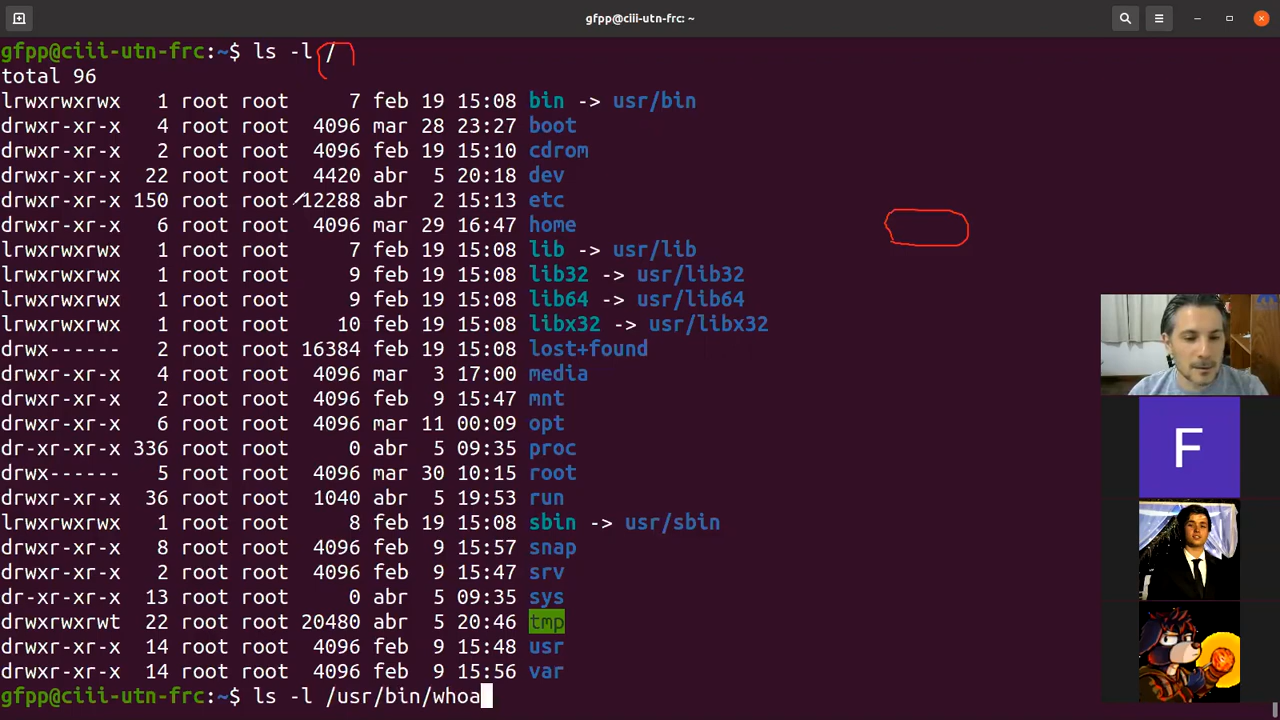 gfpp@ciii-utn-frc: ~
gfpp@ciii-utn-frc:~$ ls -l /
total 96
lrwxrwxrwx   1 root root     7 feb 19 15:08 bin -> usr/bin
drwxr-xr-x   4 root root  4096 mar 28 23:27 boot
drwxr-xr-x   2 root root  4096 feb 19 15:10 cdrom
drwxr-xr-x  22 root root  4420 abr  5 20:18 dev
drwxr-xr-x 150 root root 12288 abr  2 15:13 etc
drwxr-xr-x   6 root root  4096 mar 29 16:47 home
lrwxrwxrwx   1 root root     7 feb 19 15:08 lib -> usr/lib
lrwxrwxrwx   1 root root     9 feb 19 15:08 lib32 -> usr/lib32
lrwxrwxrwx   1 root root     9 feb 19 15:08 lib64 -> usr/lib64
lrwxrwxrwx   1 root root    10 feb 19 15:08 libx32 -> usr/libx32
drwx------   2 root root 16384 feb 19 15:08 lost+found
drwxr-xr-x   4 root root  4096 mar  3 17:00 media
drwxr-xr-x   2 root root  4096 feb  9 15:47 mnt
drwxr-xr-x   6 root root  4096 mar 11 00:09 opt
dr-xr-xr-x 336 root root     0 abr  5 09:35 proc
drwx------   5 root root  4096 mar 30 10:15 root
drwxr-xr-x  36 root root  1040 abr  5 19:53 run
lrwxrwxrwx   1 root root     8 feb 19 15:08 sbin -> usr/sbin
drwxr-xr-x   8 root root  4096 feb  9 15:57 snap
drwxr-xr-x   2 root root  4096 feb  9 15:47 srv
dr-xr-xr-x  13 root root     0 abr  5 09:35 sys
drwxrwxrwt  22 root root 20480 abr  5 20:46 tmp
drwxr-xr-x  14 root root  4096 feb  9 15:48 usr
drwxr-xr-x  14 root root  4096 feb  9 15:56 var
gfpp@ciii-utn-frc:~$ ls -l /usr/bin/whoa
F